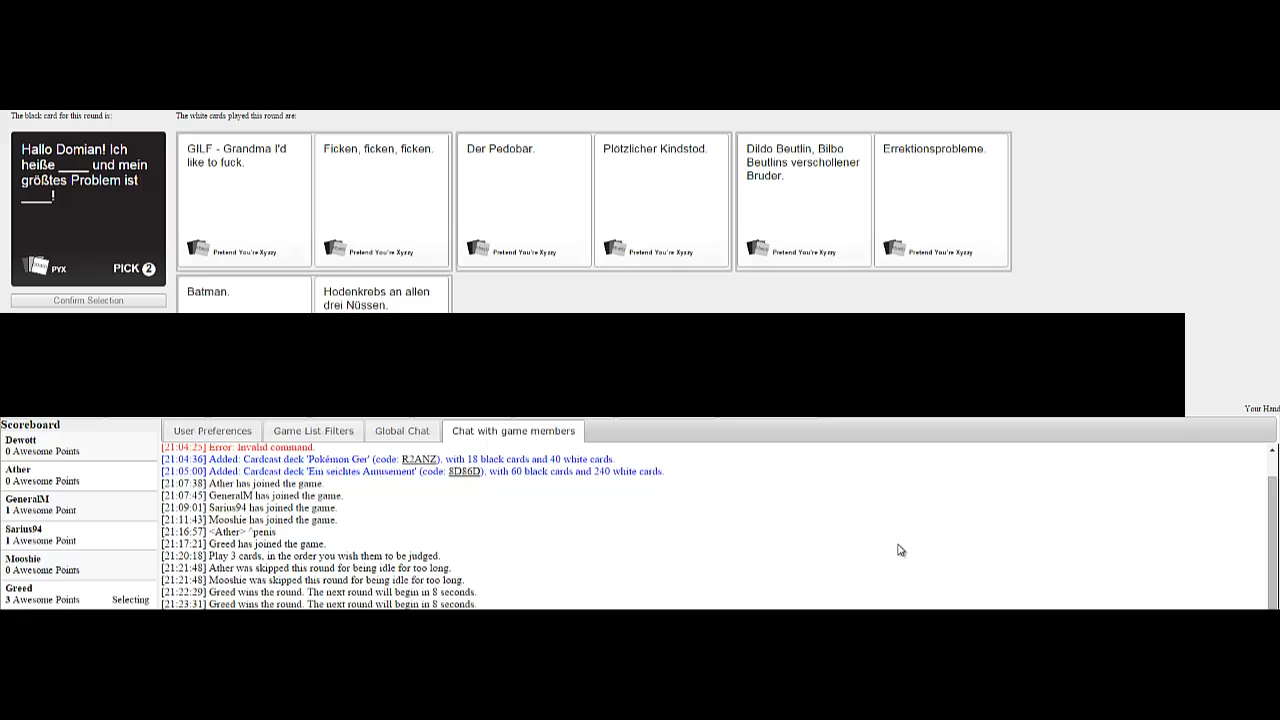 The black card for this round is:
The white cards played this round are:
Hallo Domian! Ich
heiße ____ und mein
größtes Problem ist
____!
PYX
PICK 2
Confirm Selection
GILF - Grandma I'd
like to fuck.
Pretend You're Xyzzy
Ficken, ficken, ficken.
Pretend You're Xyzzy
Der Pedobär.
Pretend You're Xyzzy
Plötzlicher Kindstod.
Pretend You're Xyzzy
Dildo Beutlin, Bilbo
Beutlins verschollener
Bruder.
Pretend You're Xyzzy
Errektionsprobleme.
Pretend You're Xyzzy
Batman.
Hodenkrebs an allen
drei Nüssen.
Your Hand
Scoreboard
Dewott
0 Awesome Points
Ather
0 Awesome Points
GeneralM
1 Awesome Point
Sarius94
1 Awesome Point
Mooshie
0 Awesome Points
Greed
3 Awesome Points Selecting
User Preferences
Game List Filters
Global Chat
Chat with game members
[21:04:25] Error: Invalid command.
[21:04:36] Added: Cardcast deck 'Pokémon Ger' (code: R2ANZ), with 18 black cards and 40 white cards.
[21:05:00] Added: Cardcast deck 'Ein seichtes Amusement' (code: 8D86D), with 60 black cards and 240 white cards.
[21:07:38] Ather has joined the game.
[21:07:45] GeneralM has joined the game.
[21:09:01] Sarius94 has joined the game.
[21:11:43] Mooshie has joined the game.
[21:16:57] <Ather> ^penis
[21:17:21] Greed has joined the game.
[21:20:18] Play 3 cards, in the order you wish them to be judged.
[21:21:48] Ather was skipped this round for being idle for too long.
[21:21:48] Mooshie was skipped this round for being idle for too long.
[21:22:29] Greed wins the round. The next round will begin in 8 seconds.
[21:23:31] Greed wins the round. The next round will begin in 8 seconds.